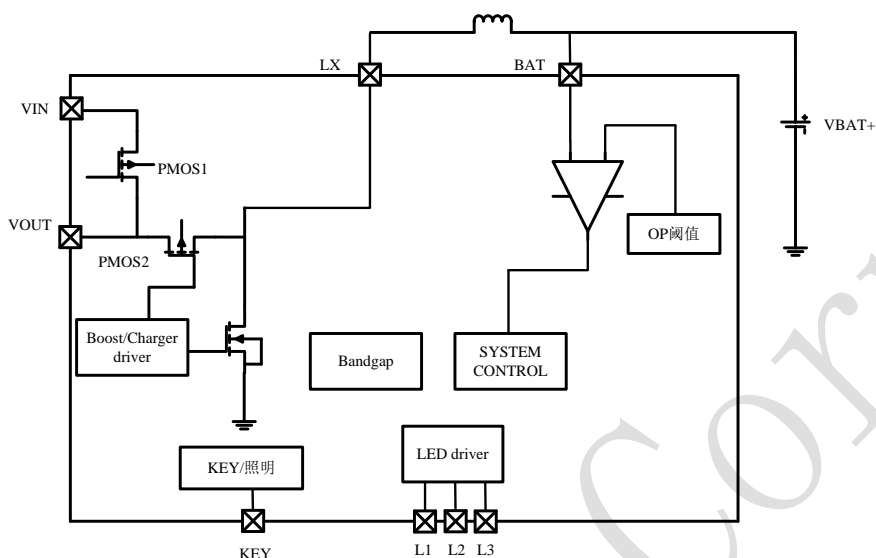 LX
BAT
VIN
VBAT+
PMOS1
VOUT
OP阈值
PMOS2
Boost/Charger
driver
Bandgap
SYSTEM
CONTROL
KEY/照明
LED driver
KEY
L1
L2
L3
Corr